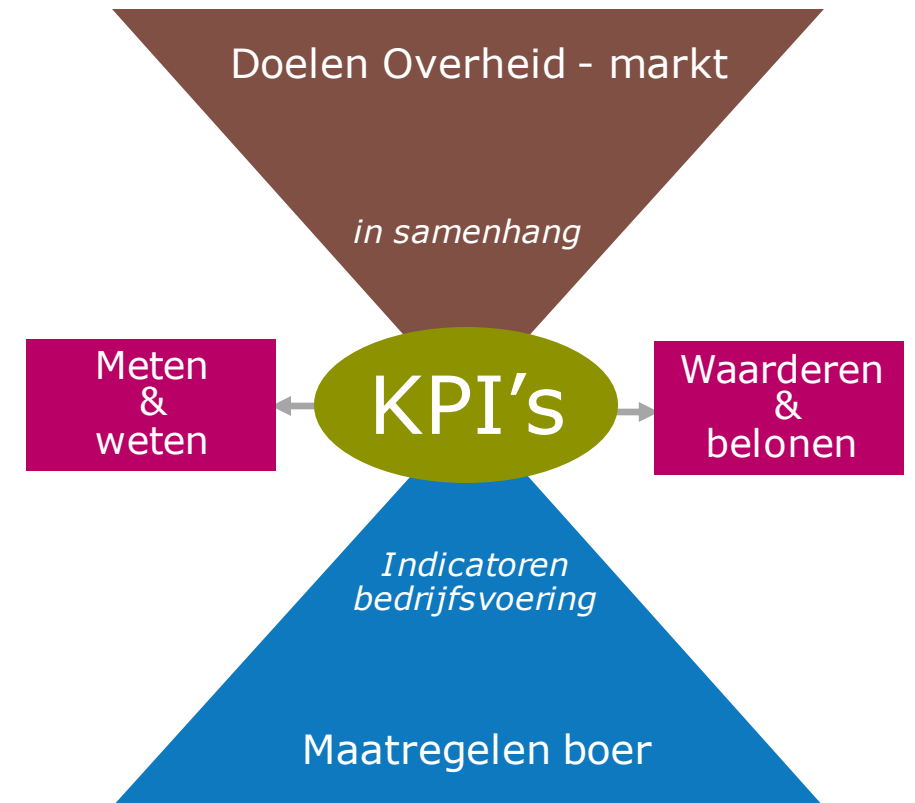 Doelen Overheid - markt
in samenhang
Meten
&
weten
KPI's
Waarderen
&
belonen
Indicatoren
bedrijfsvoering
Maatregelen boer